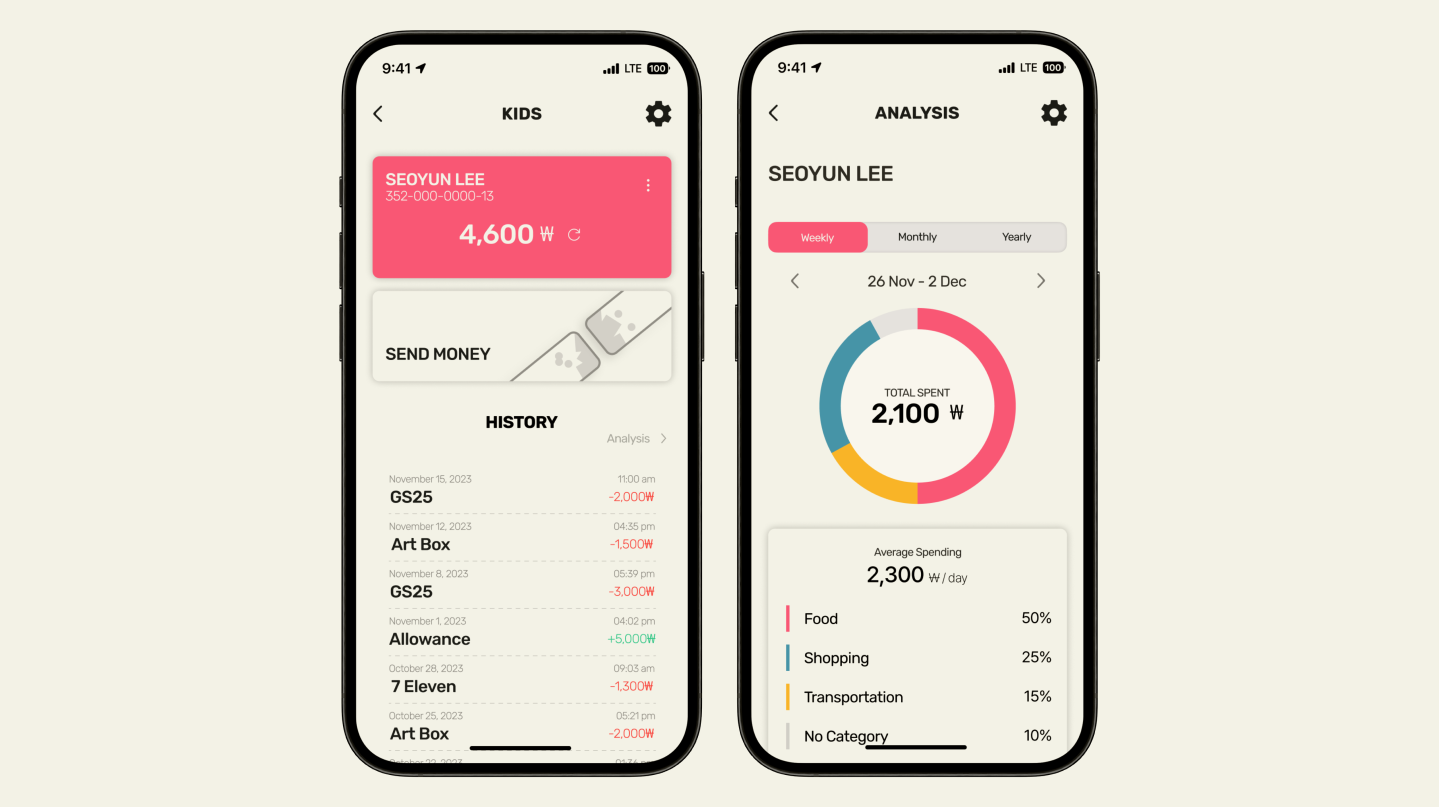 9:41 LTE 100
KIDS
SEOYUN LEE
352-000-0000-13
4,600 ₩
SEND MONEY
HISTORY
Analysis
November 15, 2023 11:00 am
GS25 -2,000₩
November 12, 2023 04:35 pm
Art Box -1,500₩
November 8, 2023 05:39 pm
GS25 -3,000₩
November 1, 2023 04:02 pm
Allowance +5,000₩
October 28, 2023 09:03 am
7 Eleven -1,300₩
October 25, 2023 05:21 pm
Art Box -2,000₩
9:41 LTE 100
ANALYSIS
SEOYUN LEE
Weekly Monthly Yearly
26 Nov - 2 Dec
TOTAL SPENT
2,100 ₩
Average Spending
2,300 ₩/ day
Food 50%
Shopping 25%
Transportation 15%
No Category 10%